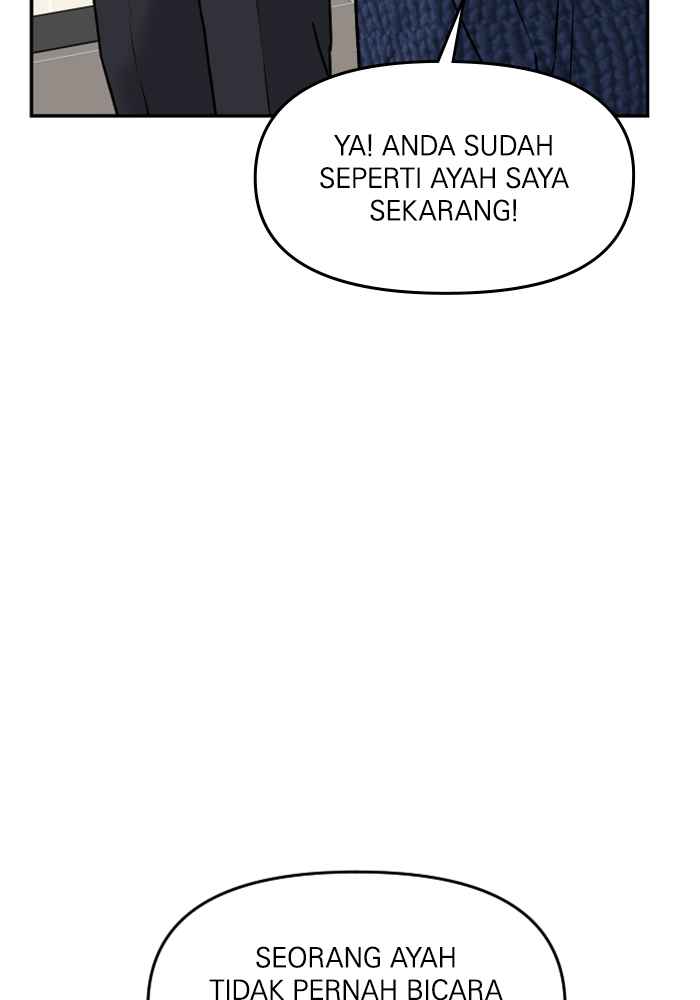 YA! ANDA SUDAH
SEPERTI AYAH SAYA
SEKARANG!
SEORANG AYAH
TIDAK PERNAH BICARA